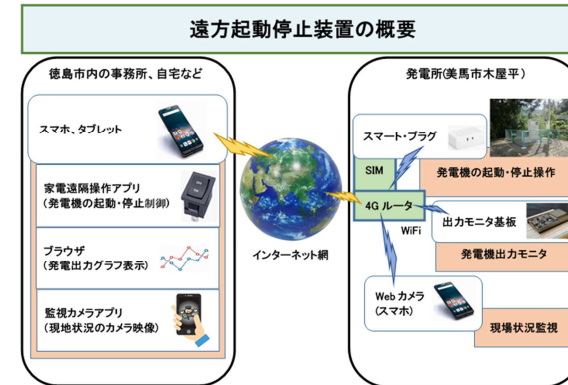 遠方起動停止装置の概要
徳島市内の事務所、自宅など
スマホ、タブレット
家電遠隔操作アプリ
(発電機の起動・停止制御)
ブラウザ
(発電出力グラフ表示)
監視カメラアプリ
(現地状況のカメラ映像)
インターネット網
発電所(美馬市木屋平)
スマート・プラグ
SIM
発電機の起動・停止操作
4G ルータ
WiFi
出力モニタ基板
発電機出力モニタ
Web カメラ
(スマホ)
現場状況監視